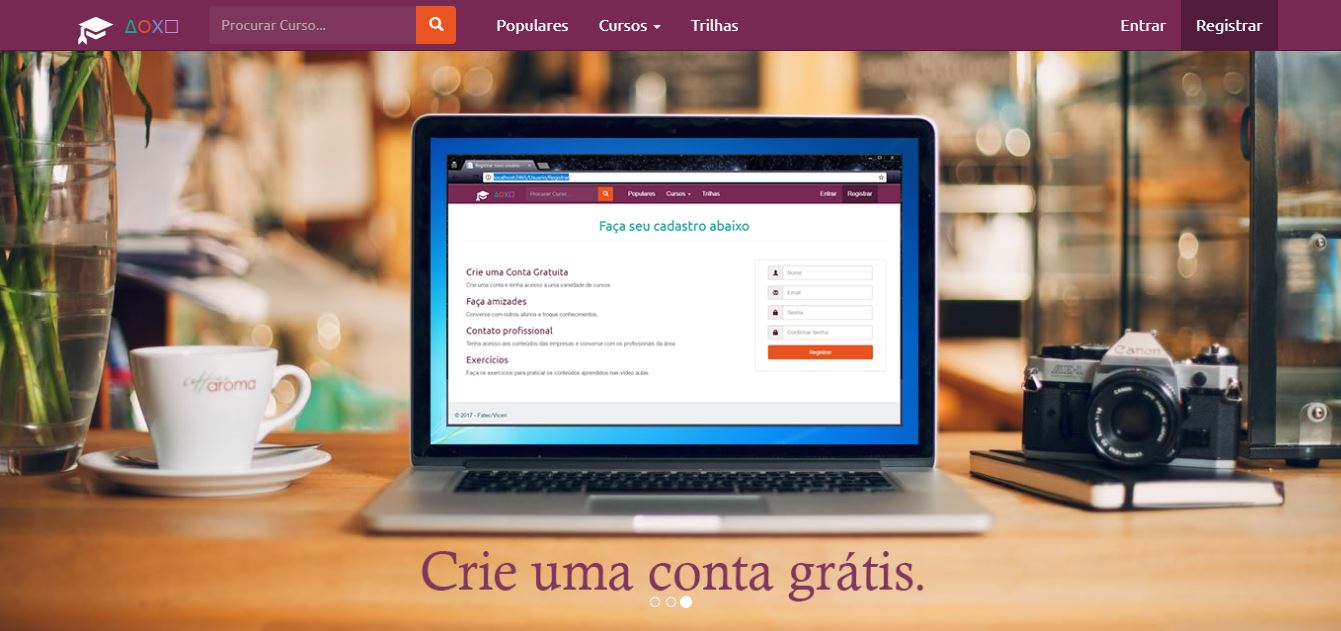 Procurar Curso...
Populares
Cursos
Trilhas
Entrar
Registrar
Registrar novo usuário
localhost:2465/Usuario/Registrar
Procurar Curso...
Populares
Cursos
Trilhas
Entrar
Registrar
Faça seu cadastro abaixo
Crie uma Conta Gratuita
Crie uma conta e tenha acesso à uma variedade de cursos.
Faça amizades
Converse com outros alunos e troque conhecimentos.
Contato profissional
Tenha acesso aos conteúdos das empresas e converse com os profissionais da área.
Exercícios
Faça os exercícios para praticar os conteúdos aprendidos nas vídeo aulas.
Nome
Email
Senha
Confirmar Senha
Registrar
© 2017 - Fatec/Viceri
aroma
Canon
AE-1
Crie uma conta grátis.